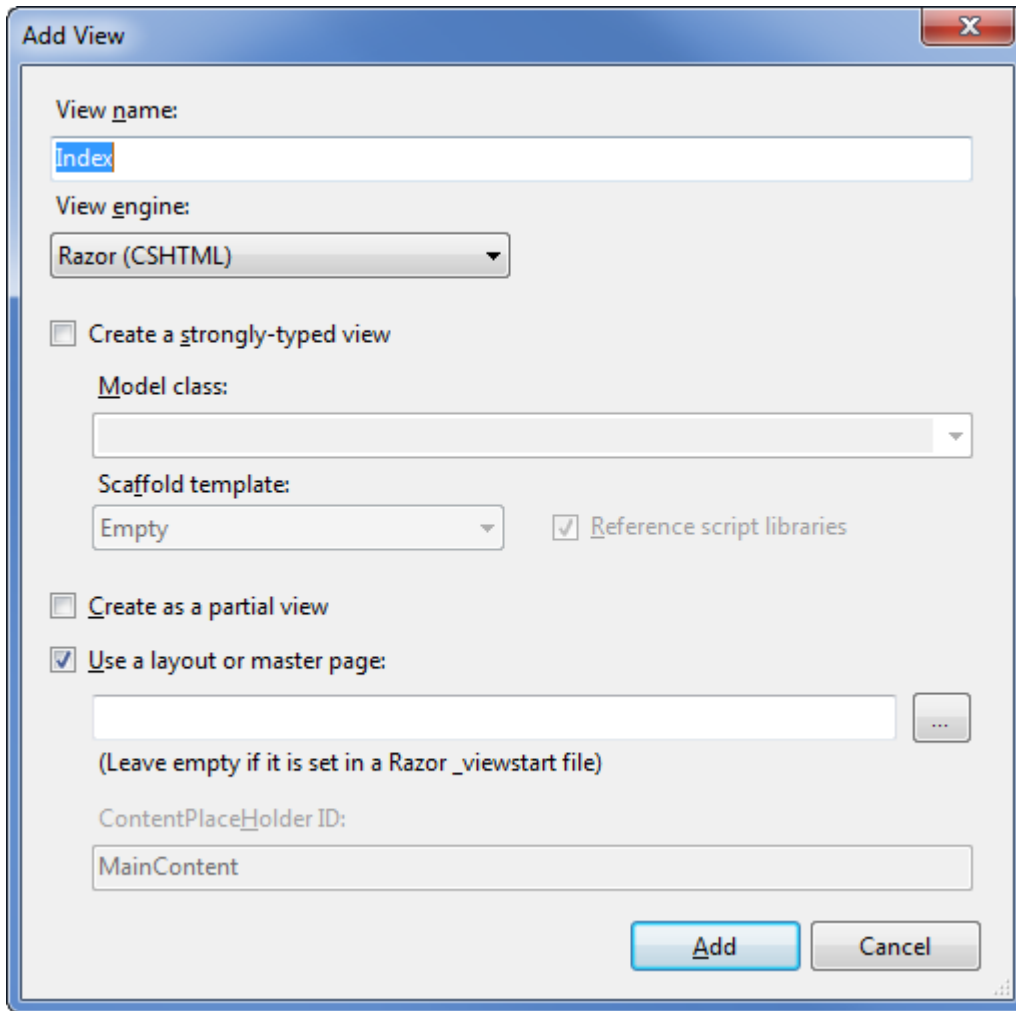 Add View
View name:
Index
View engine:
Razor (CSHTML)
Create a strongly-typed view
Model class:
Scaffold template:
Empty
Reference script libraries
Create as a partial view
Use a layout or master page:
...
(Leave empty if it is set in a Razor _viewstart file)
ContentPlaceHolder ID:
MainContent
Add
Cancel